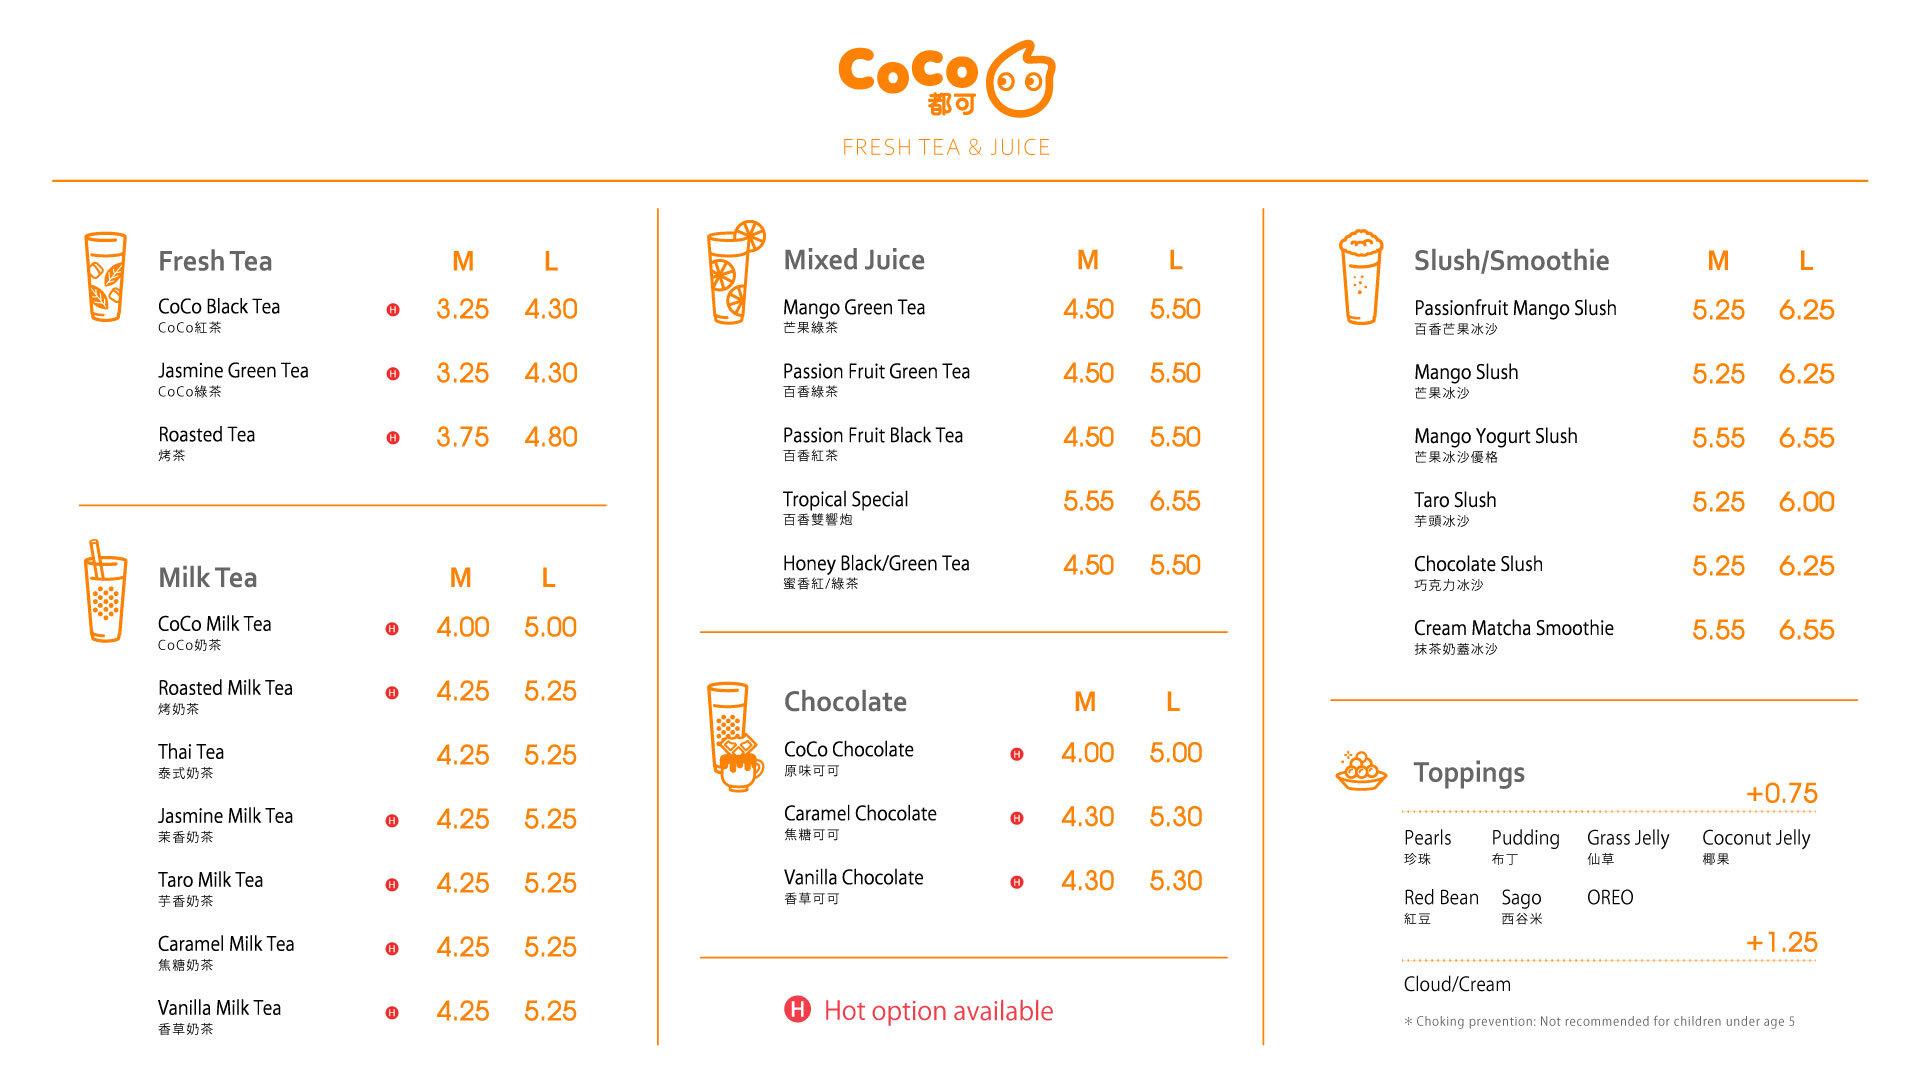 CoCo
都可
FRESH TEA & JUICE
Fresh Tea M L
CoCo Black Tea H 3.25 4.30
CoCo紅茶
Jasmine Green Tea H 3.25 4.30
CoCo綠茶
Roasted Tea H 3.75 4.80
烤茶
Milk Tea M L
CoCo Milk Tea H 4.00 5.00
CoCo奶茶
Roasted Milk Tea H 4.25 5.25
烤奶茶
Thai Tea 4.25 5.25
泰式奶茶
Jasmine Milk Tea H 4.25 5.25
茉香奶茶
Taro Milk Tea H 4.25 5.25
芋香奶茶
Caramel Milk Tea H 4.25 5.25
焦糖奶茶
Vanilla Milk Tea H 4.25 5.25
香草奶茶
Mixed Juice M L
Mango Green Tea 4.50 5.50
芒果綠茶
Passion Fruit Green Tea 4.50 5.50
百香綠茶
Passion Fruit Black Tea 4.50 5.50
百香紅茶
Tropical Special 5.55 6.55
百香雙響炮
Honey Black/Green Tea 4.50 5.50
蜜香紅/綠茶
Chocolate M L
CoCo Chocolate H 4.00 5.00
原味可可
Caramel Chocolate H 4.30 5.30
焦糖可可
Vanilla Chocolate H 4.30 5.30
香草可可
H Hot option available
Slush/Smoothie M L
Passionfruit Mango Slush 5.25 6.25
百香芒果冰沙
Mango Slush 5.25 6.25
芒果冰沙
Mango Yogurt Slush 5.55 6.55
芒果冰沙優格
Taro Slush 5.25 6.00
芋頭冰沙
Chocolate Slush 5.25 6.25
巧克力冰沙
Cream Matcha Smoothie 5.55 6.55
抹茶奶蓋冰沙
Toppings
+0.75
Pearls Pudding Grass Jelly Coconut Jelly
珍珠 布丁 仙草 椰果
Red Bean Sago OREO
紅豆 西谷米
+1.25
Cloud/Cream
* Choking prevention: Not recommended for children under age 5